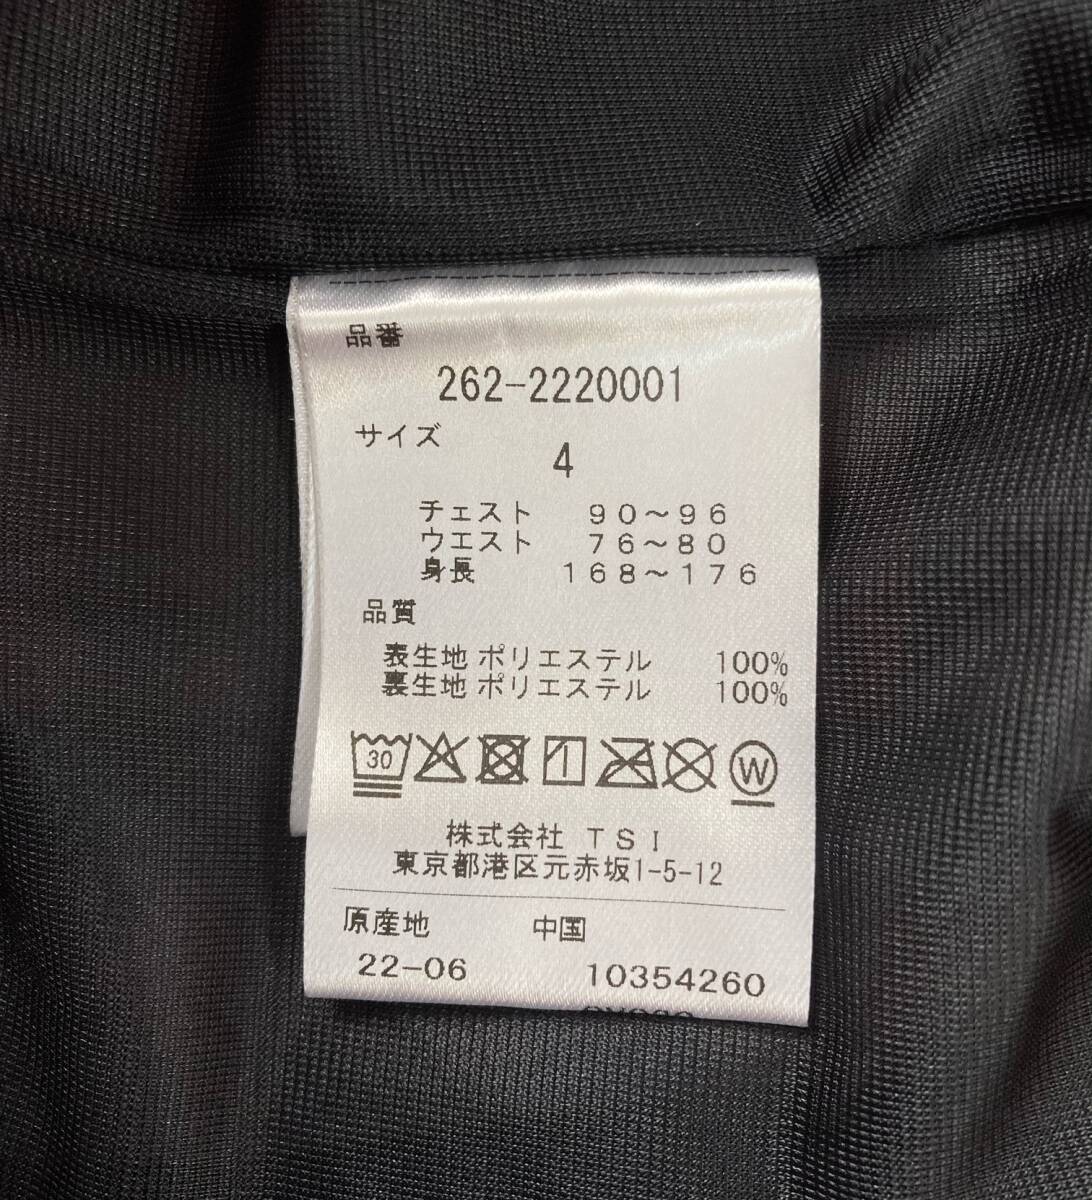 品番
262-2220001
サイズ
4
チェスト 90～96
ウエスト 76～80
身長 168～176
品質
表生地 ポリエステル 100%
裏生地 ポリエステル 100%
30 W
株式会社 TSI
東京都港区元赤坂1-5-12
原産地 中国
22-06 10354260